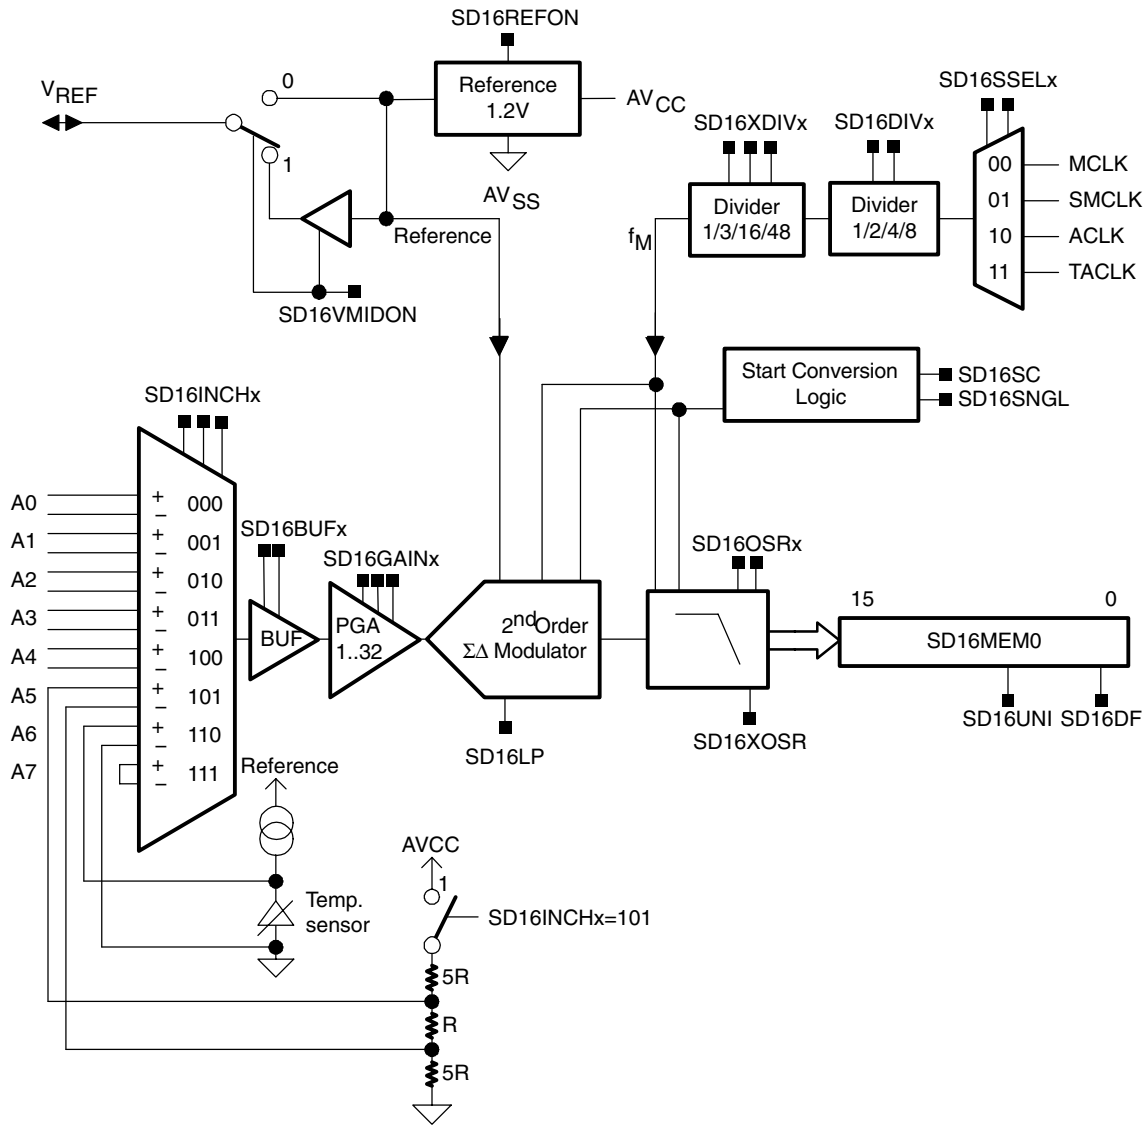 SD16REFON
VREF
0
Reference
1.2V
AVCC
SD16SSELx
SD16XDIVx
SD16DIVx
1
AVSS
00
MCLK
Divider
1/3/16/48
Divider
1/2/4/8
01
SMCLK
Reference
fM
10
ACLK
11
TACLK
SD16VMIDON
Start Conversion
Logic
SD16SC
SD16SNGL
SD16INCHx
A0
+
−
000
A1
+
−
001
A2
+
−
010
A3
+
−
011
A4
+
−
100
A5
+
−
101
A6
+
−
110
A7
+
−
111
SD16BUFx
BUF
SD16GAINx
PGA
1..32
2nd Order
ΣΔ Modulator
SD16LP
SD16OSRx
SD16XOSR
15
0
SD16MEM0
SD16UNI
SD16DF
Reference
Temp.
sensor
AVCC
1
SD16INCHx=101
5R
R
5R